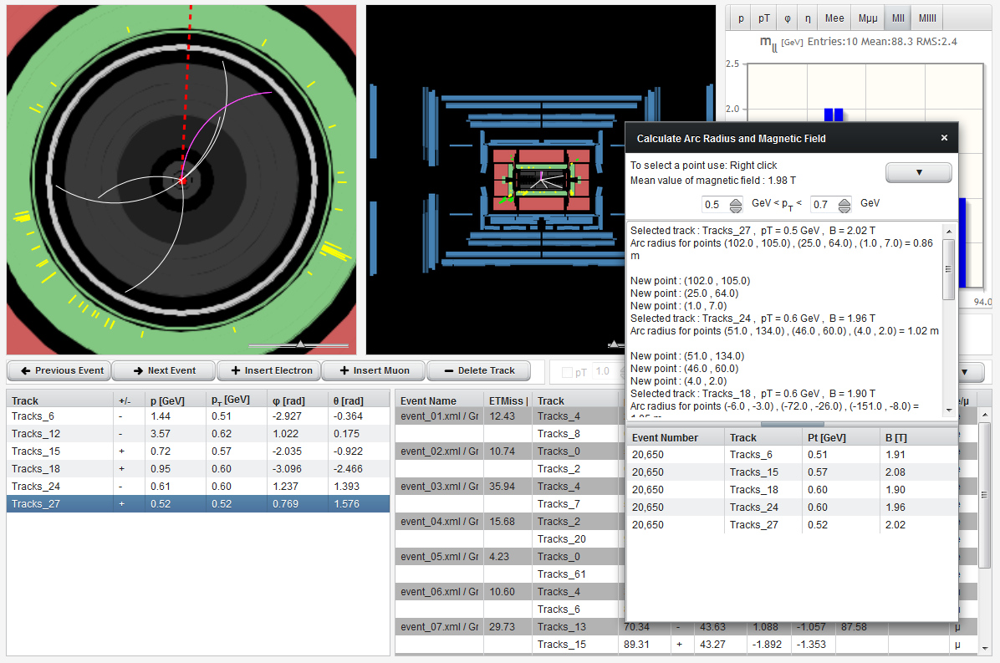 p pT φ η Mee Mμμ Mll Mllll
mll [GeV] Entries:10 Mean:88.3 RMS:2.4
2.5
2.0
94.0
Calculate Arc Radius and Magnetic Field ×
To select a point use: Right click
Mean value of magnetic field : 1.98 T
0.5 GeV < pT < 0.7 GeV
Selected track : Tracks_27 , pT = 0.5 GeV , B = 2.02 T
Arc radius for points (102.0 , 105.0) , (25.0 , 64.0) , (1.0 , 7.0) = 0.86
m
New point : (102.0 , 105.0)
New point : (25.0 , 64.0)
New point : (1.0 , 7.0)
Selected track : Tracks_24 , pT = 0.6 GeV , B = 1.96 T
Arc radius for points (51.0 , 134.0) , (46.0 , 60.0) , (4.0 , 2.0) = 1.02 m
New point : (51.0 , 134.0)
New point : (46.0 , 60.0)
New point : (4.0 , 2.0)
Selected track : Tracks_18 , pT = 0.6 GeV , B = 1.90 T
Arc radius for points (-6.0 , -3.0) , (-72.0 , -26.0) , (-151.0 , -8.0) =
Event Number Track Pt [GeV] B [T]
20,650 Tracks_6 0.51 1.91
20,650 Tracks_15 0.57 2.08
20,650 Tracks_18 0.60 1.90
20,650 Tracks_24 0.60 1.96
20,650 Tracks_27 0.52 2.02
Previous Event Next Event Insert Electron Insert Muon Delete Track pT 1.0
Track +/- p [GeV] pT [GeV] φ [rad] θ [rad]
Tracks_6 - 1.44 0.51 -2.927 -0.364
Tracks_12 - 3.57 0.62 1.022 0.175
Tracks_15 + 0.72 0.57 -2.035 -0.922
Tracks_18 + 0.95 0.60 -3.096 -2.466
Tracks_24 - 0.61 0.60 1.237 1.393
Tracks_27 + 0.52 0.52 0.769 1.576
Event Name ETMiss | Track e/μ
event_01.xml / Gr 12.43 Tracks_4
Tracks_8
event_02.xml / Gr 10.74 Tracks_0
Tracks_2
event_03.xml / Gr 35.94 Tracks_4
Tracks_7
event_04.xml / Gr 15.68 Tracks_2
Tracks_20
event_05.xml / Gr 4.23 Tracks_0
Tracks_61
event_06.xml / Gr 10.60 Tracks_4
Tracks_6
event_07.xml / Gr 29.73 Tracks_13 70.34 - 43.63 1.088 -1.057 87.58 μ
Tracks_15 89.31 + 43.27 -1.892 -1.353 μ